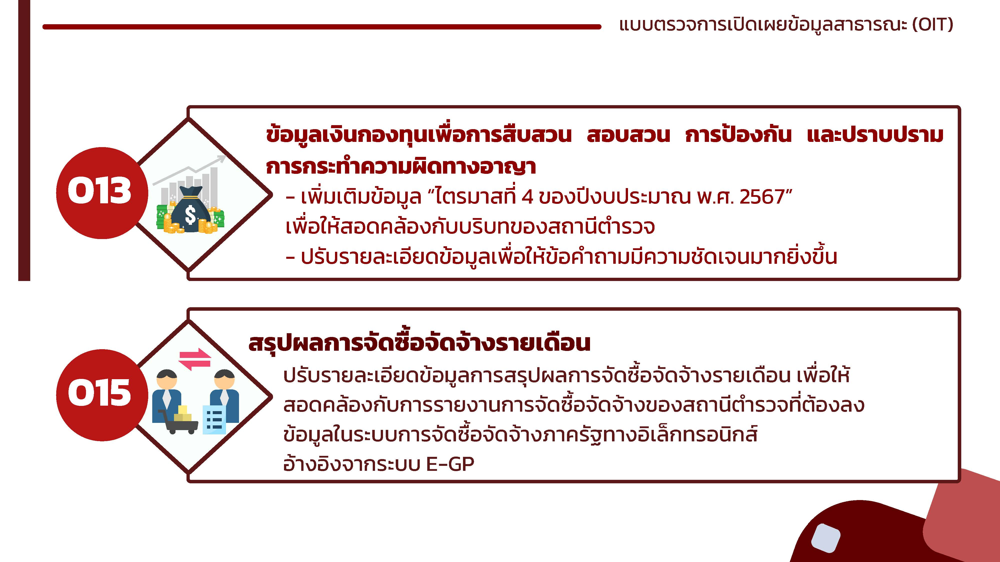 แบบตรวจการเปิดเผยข้อมูลสาธารณะ (OIT)
ข้อมูลเงินกองทุนเพื่อการสืบสวน สอบสวน การป้องกัน และปราบปราม
การกระทำความผิดทางอาญา
O13
- เพิ่มเติมข้อมูล “ไตรมาสที่ 4 ของปีงบประมาณ พ.ศ. 2567”
เพื่อให้สอดคล้องกับบริบทของสถานีตำรวจ
- ปรับรายละเอียดข้อมูลเพื่อให้ข้อคำถามมีความชัดเจนมากยิ่งขึ้น
สรุปผลการจัดซื้อจัดจ้างรายเดือน
O15
ปรับรายละเอียดข้อมูลการสรุปผลการจัดซื้อจัดจ้างรายเดือน เพื่อให้
สอดคล้องกับการรายงานการจัดซื้อจัดจ้างของสถานีตำรวจที่ต้องลง
ข้อมูลในระบบการจัดซื้อจัดจ้างภาครัฐทางอิเล็กทรอนิกส์
อ้างอิงจากระบบ E-GP